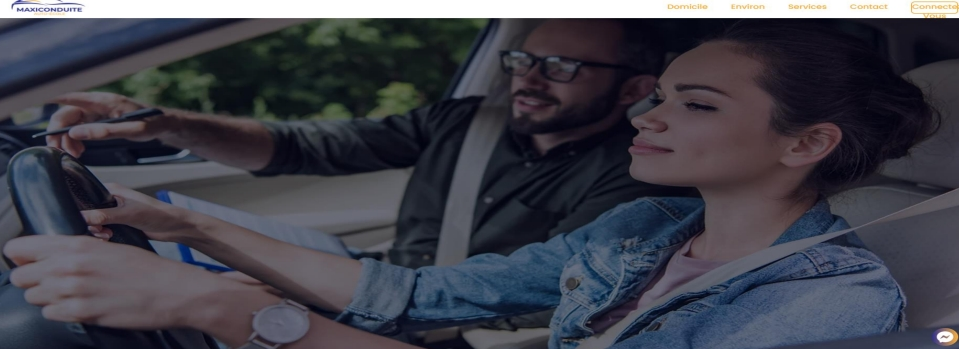 MAXICONDUITE
Domicile Environ Services Contact Connecte
Vous